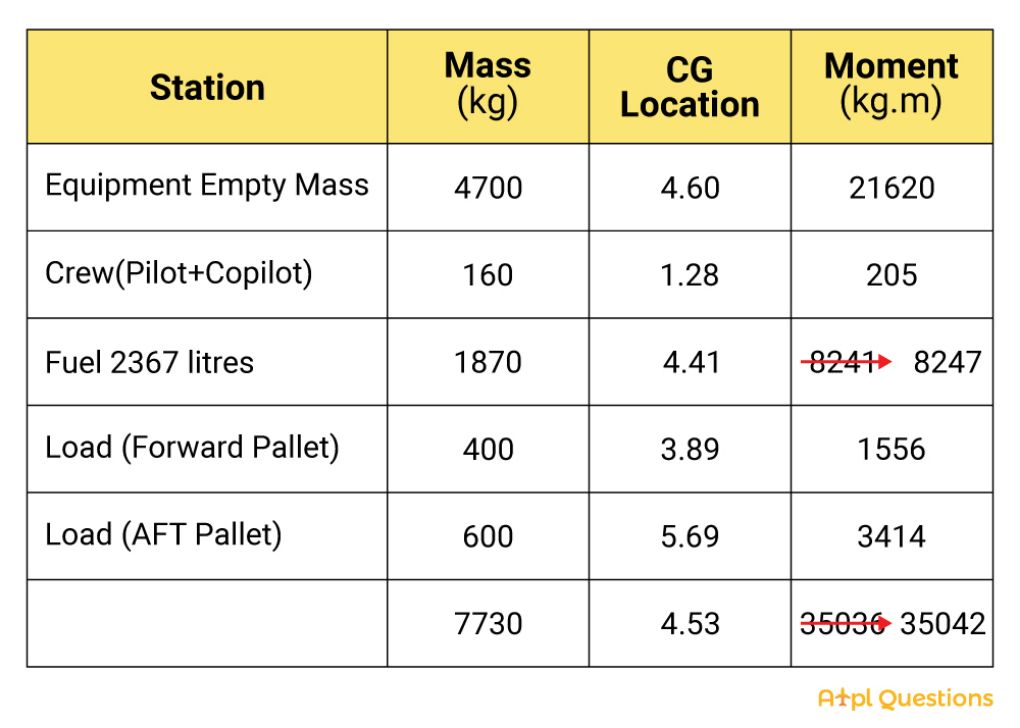 Station Mass (kg) CG Location Moment (kg.m)
Equipment Empty Mass 4700 4.60 21620
Crew(Pilot+Copilot) 160 1.28 205
Fuel 2367 litres 1870 4.41 8241 8247
Load (Forward Pallet) 400 3.89 1556
Load (AFT Pallet) 600 5.69 3414
7730 4.53 35036 35042
Atpl Questions